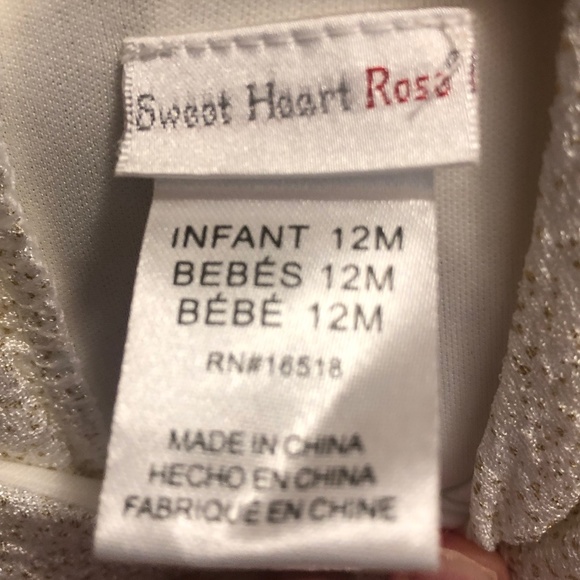 Sweet Heart Rose®
INFANT 12M
BEBÉS 12M
BÉBÉ 12M
RN#16518
MADE IN CHINA
HECHO EN CHINA
FABRIQUÉ EN CHINE